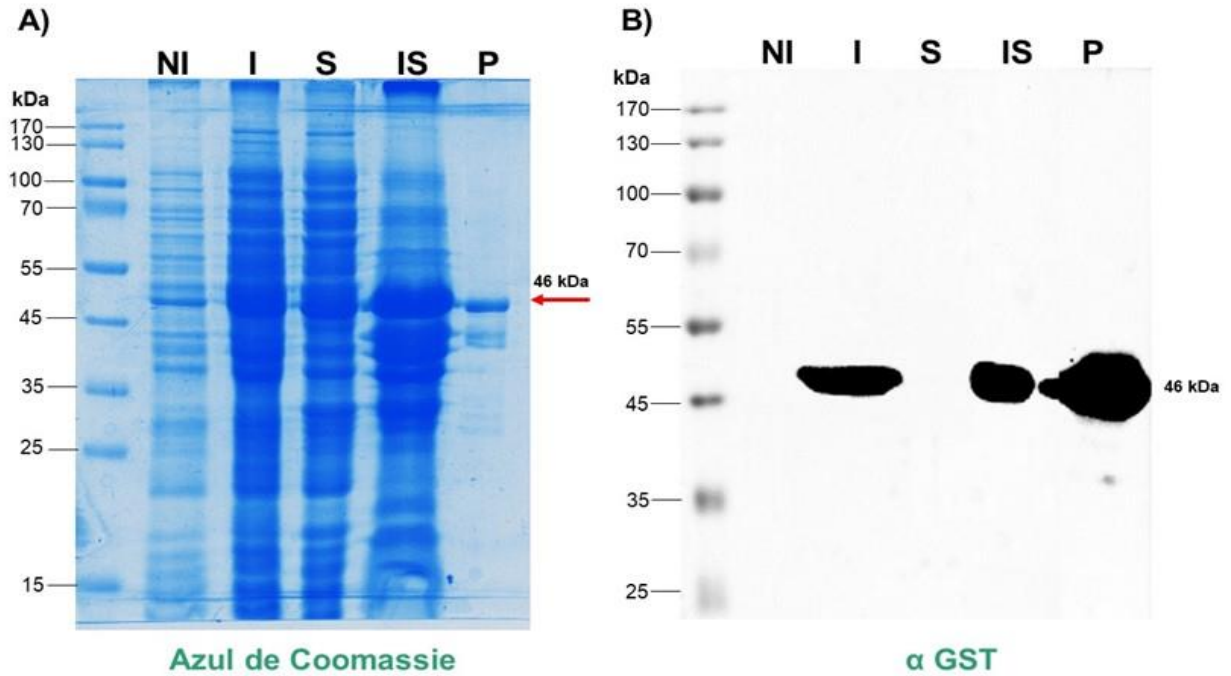 A)
NI I S IS P
kDa
170
130
100
70
55
45
35
25
15
46 kDa
Azul de Coomassie
B)
NI I S IS P
kDa
170
130
100
70
55
45
35
25
46 kDa
α GST